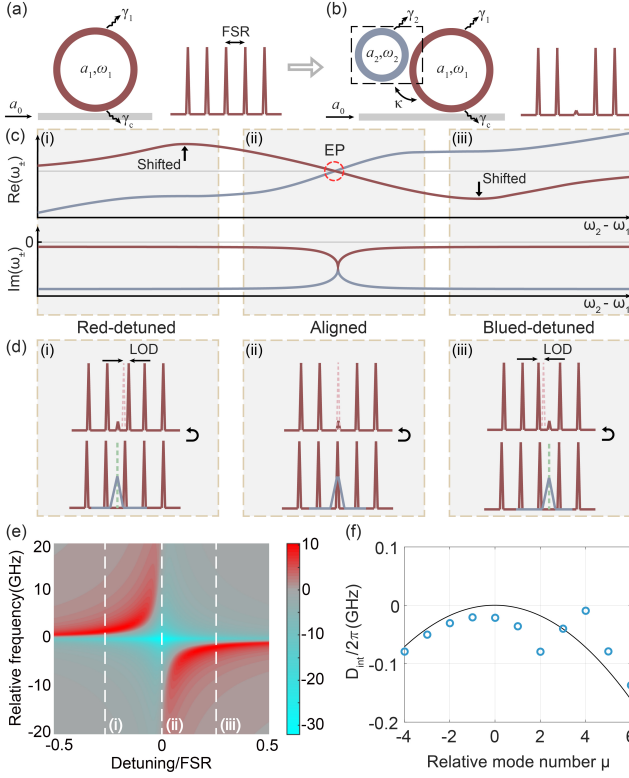 (a)
γ₁
a₁,ω₁
a₀
γc
FSR
(b)
γ₂
a₂,ω₂
γ₁
a₁,ω₁
κ
a₀
γc
(c)
(i)
(ii)
(iii)
Re(ω±)
Shifted
EP
Shifted
ω₂ - ω₁
Im(ω±)
0
ω₂ - ω₁
Red-detuned
Aligned
Blued-detuned
(d)
(i)
LOD
(ii)
(iii)
LOD
(e)
Relative frequency(GHz)
20
10
0
-10
-20
(i)
(ii)
(iii)
-0.5
0
0.5
Detuning/FSR
10
0
-10
-20
-30
(f)
D_int/2π (GHz)
0.1
0
-0.1
-0.2
-4
-2
0
2
4
6
Relative mode number μ